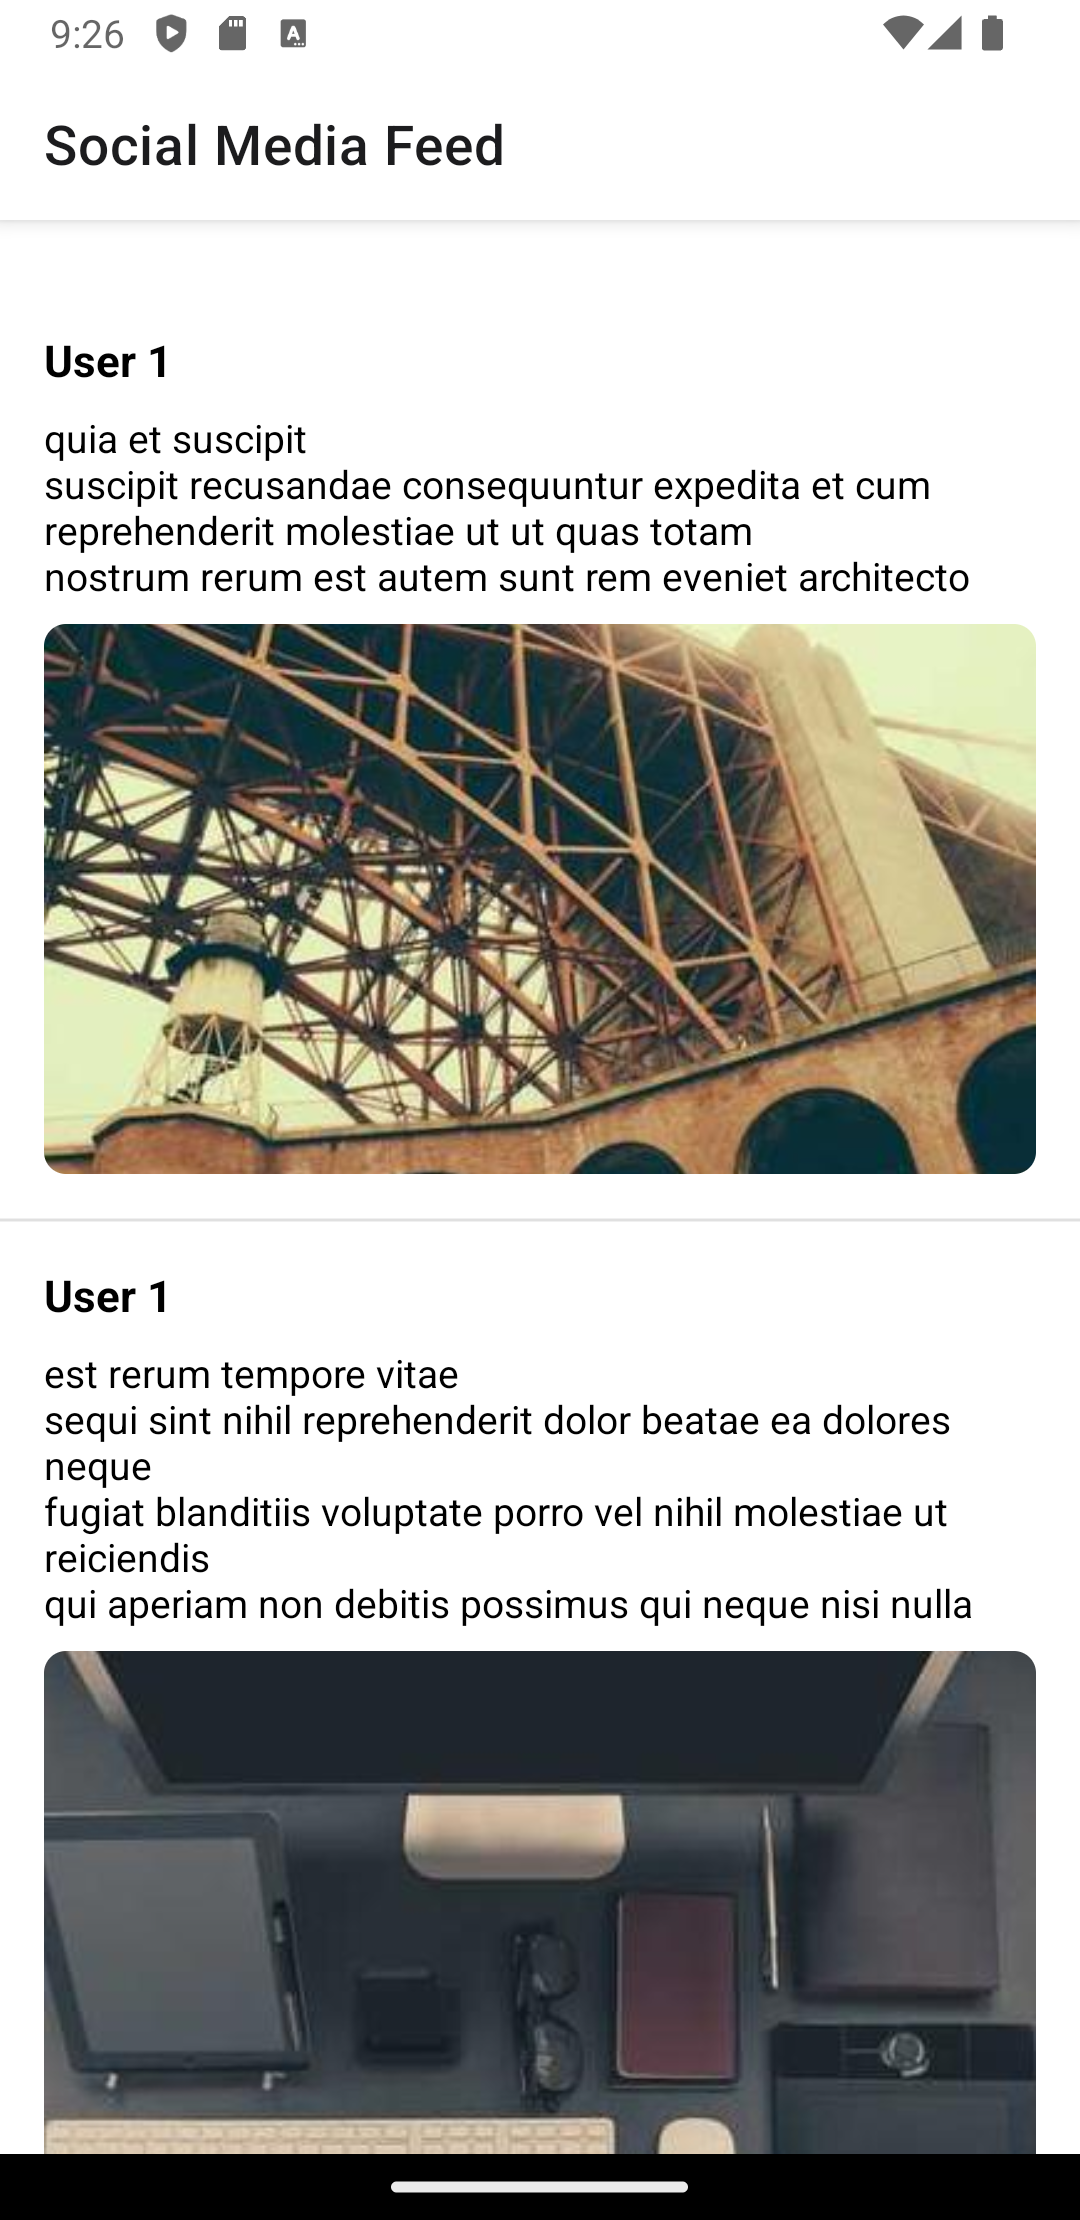 9:26
Social Media Feed
User 1
quia et suscipit
suscipit recusandae consequuntur expedita et cum
reprehenderit molestiae ut ut quas totam
nostrum rerum est autem sunt rem eveniet architecto
User 1
est rerum tempore vitae
sequi sint nihil reprehenderit dolor beatae ea dolores
neque
fugiat blanditiis voluptate porro vel nihil molestiae ut
reiciendis
qui aperiam non debitis possimus qui neque nisi nulla